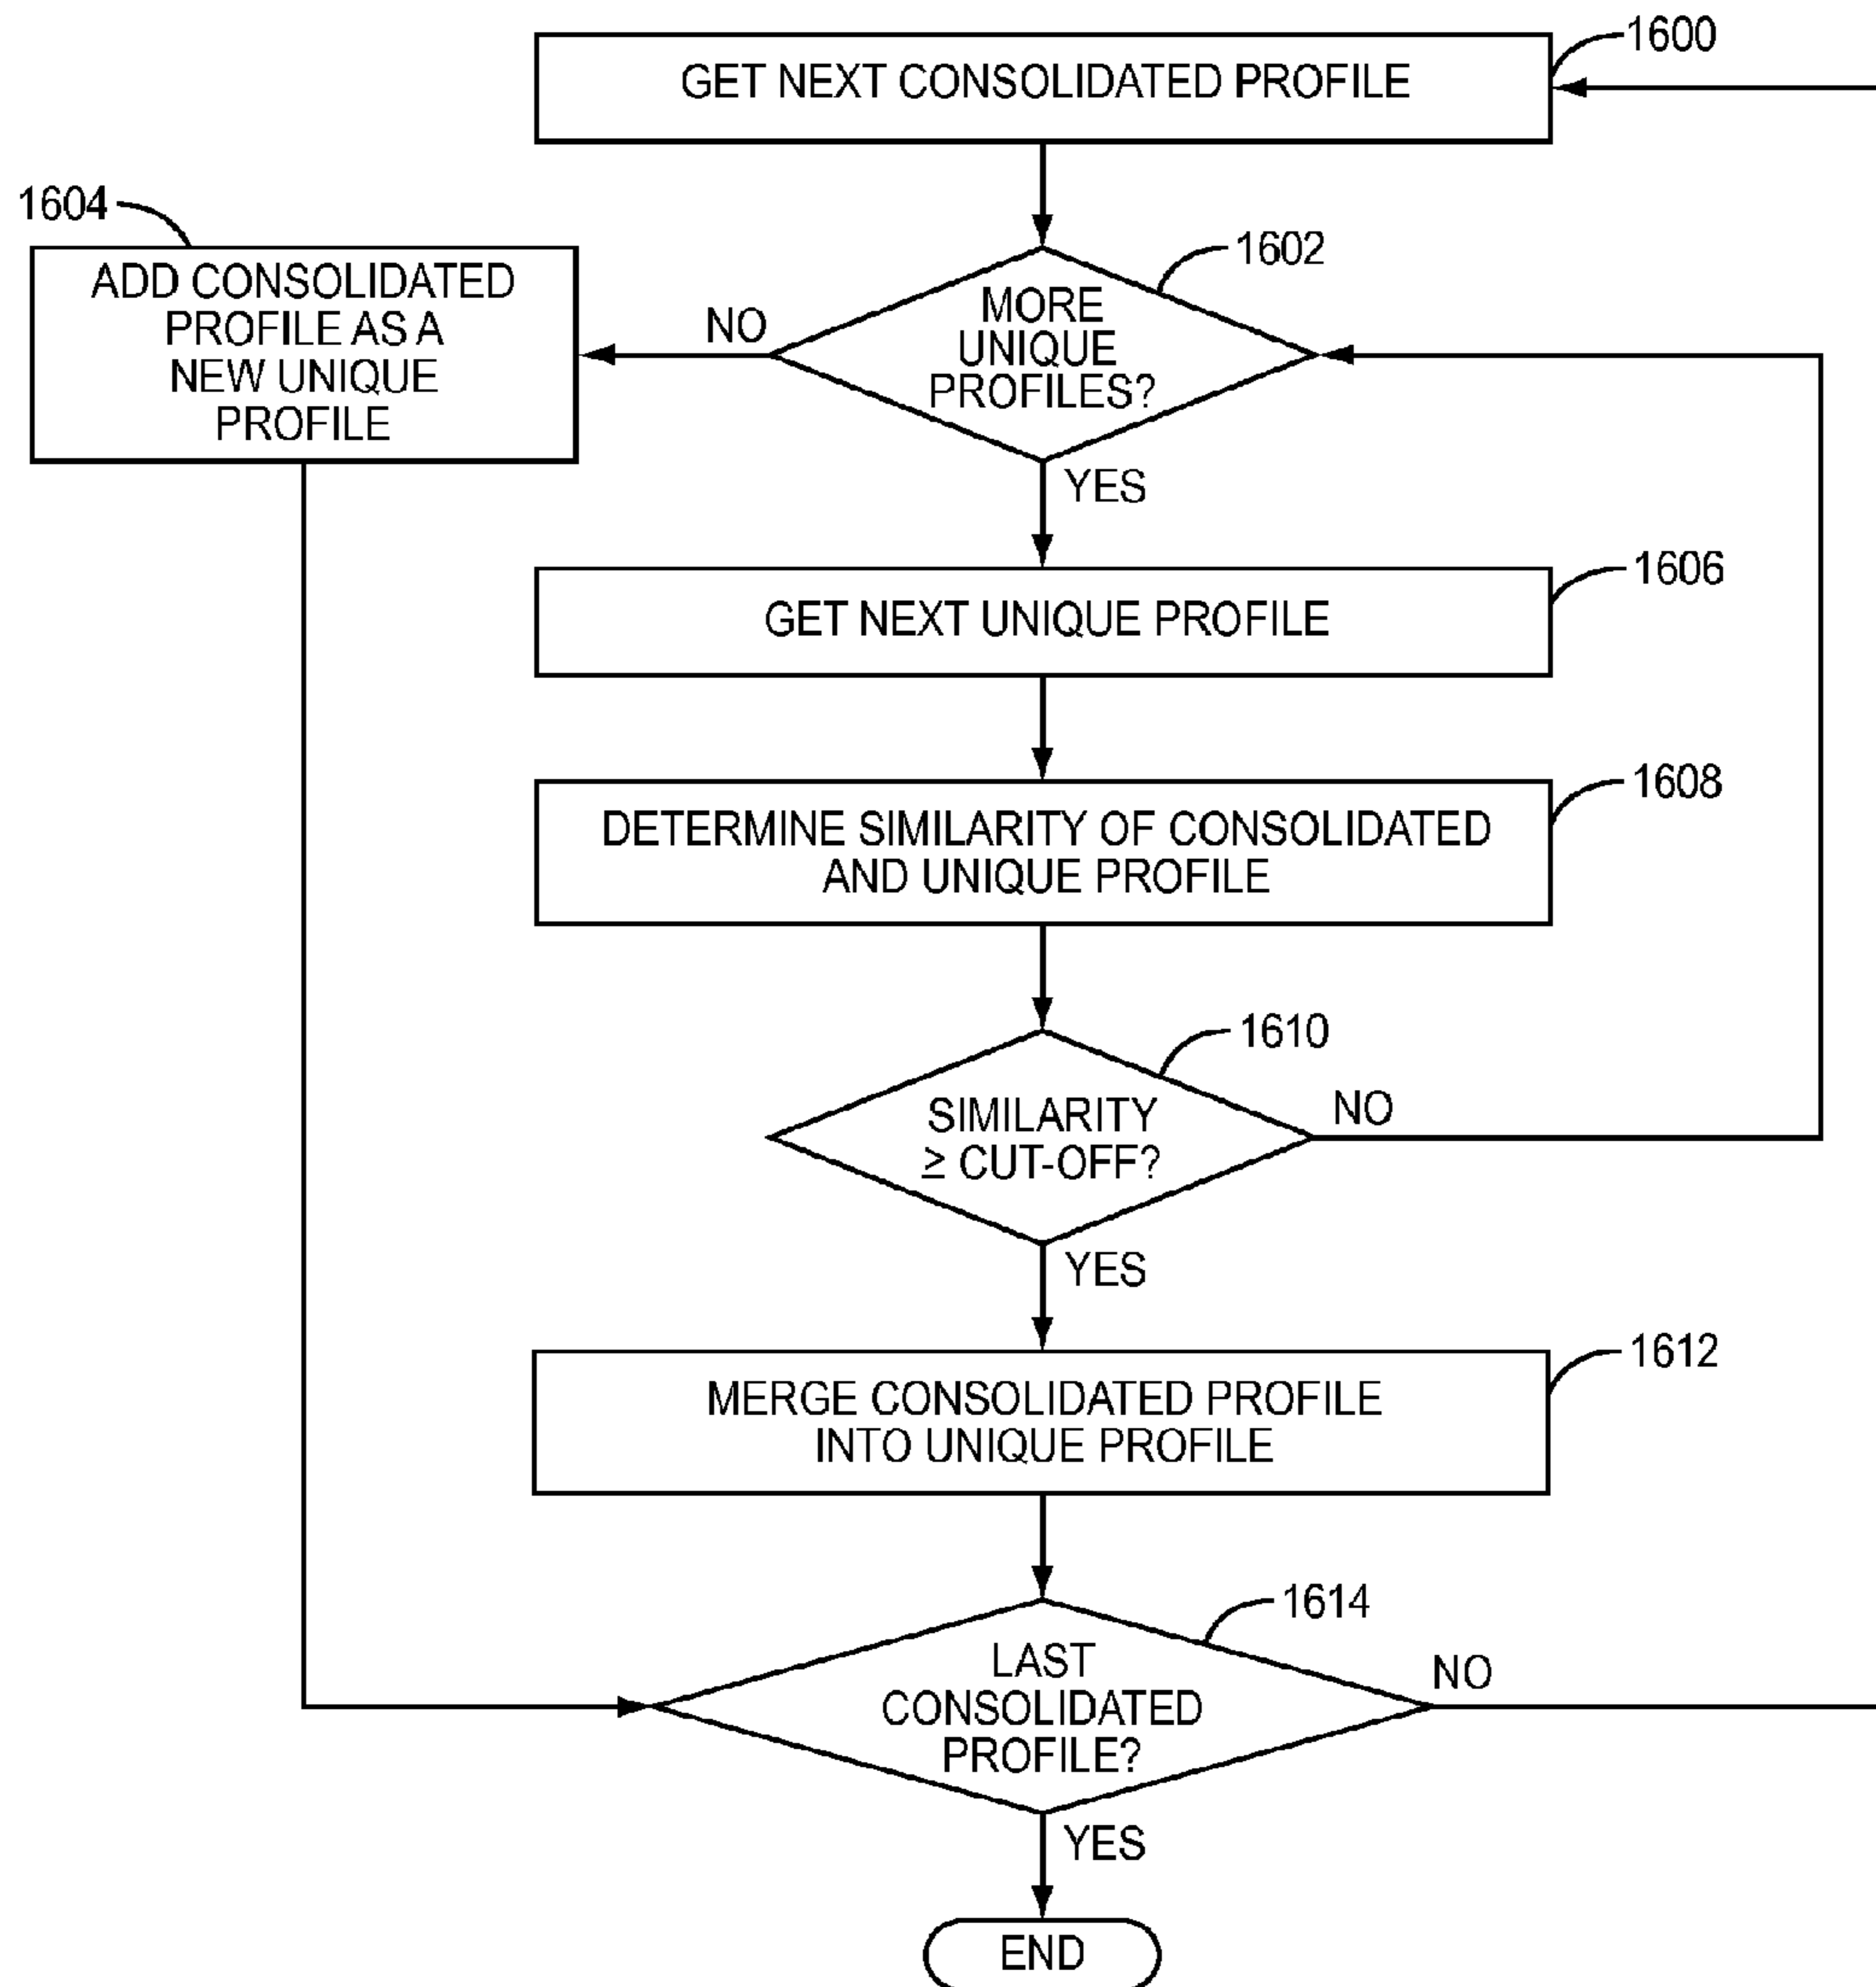 1600
GET NEXT CONSOLIDATED PROFILE
1604
ADD CONSOLIDATED
PROFILE AS A
NEW UNIQUE
PROFILE
NO
1602
MORE
UNIQUE
PROFILES?
YES
1606
GET NEXT UNIQUE PROFILE
1608
DETERMINE SIMILARITY OF CONSOLIDATED
AND UNIQUE PROFILE
1610
SIMILARITY
≥ CUT-OFF?
NO
YES
1612
MERGE CONSOLIDATED PROFILE
INTO UNIQUE PROFILE
1614
LAST
CONSOLIDATED
PROFILE?
NO
YES
END